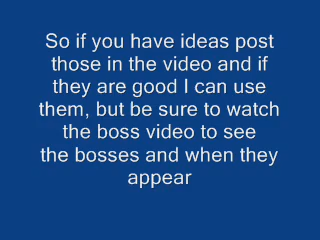 So if you have ideas post
those in the video and if
they are good I can use
them, but be sure to watch
the boss video to see
the bosses and when they
appear